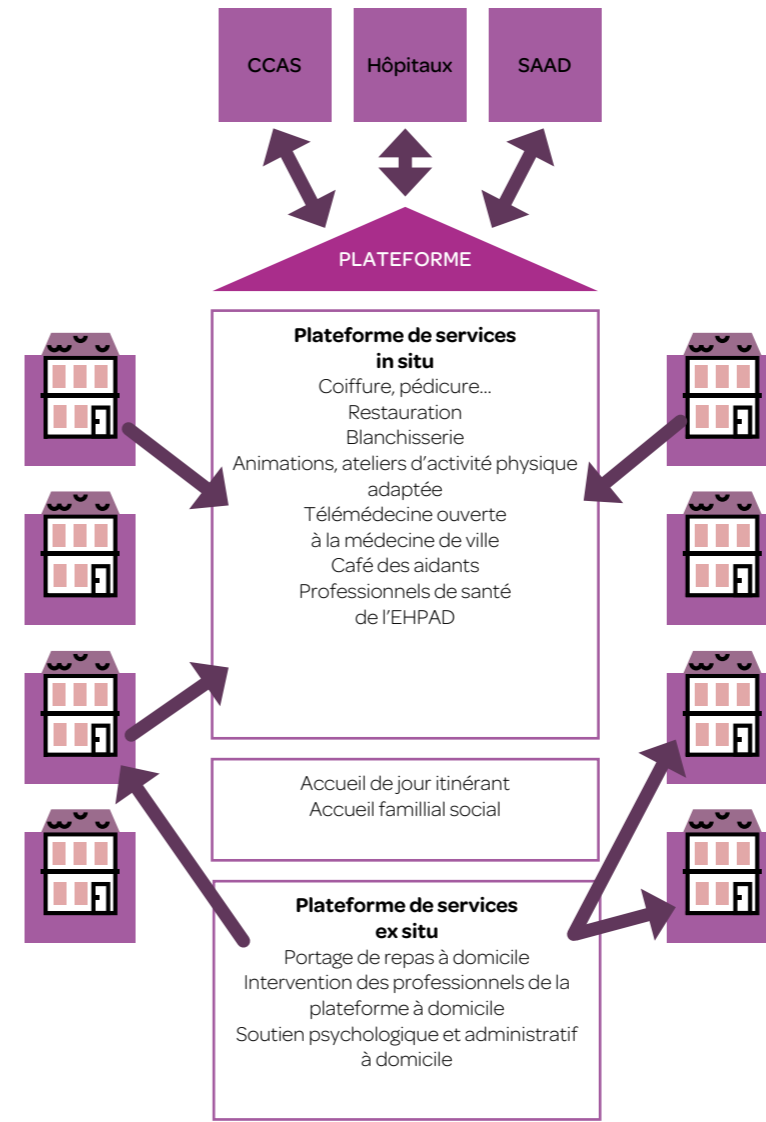 CCAS
Hôpitaux
SAAD
PLATEFORME
Plateforme de services
in situ
Coiffure, pédicure...
Restauration
Blanchisserie
Animations, ateliers d'activité physique
adaptée
Télémédecine ouverte
à la médecine de ville
Café des aidants
Professionnels de santé
de l'EHPAD
Accueil de jour itinérant
Accueil famillial social
Plateforme de services
ex situ
Portage de repas à domicile
Intervention des professionnels de la
plateforme à domicile
Soutien psychologique et administratif
à domicile